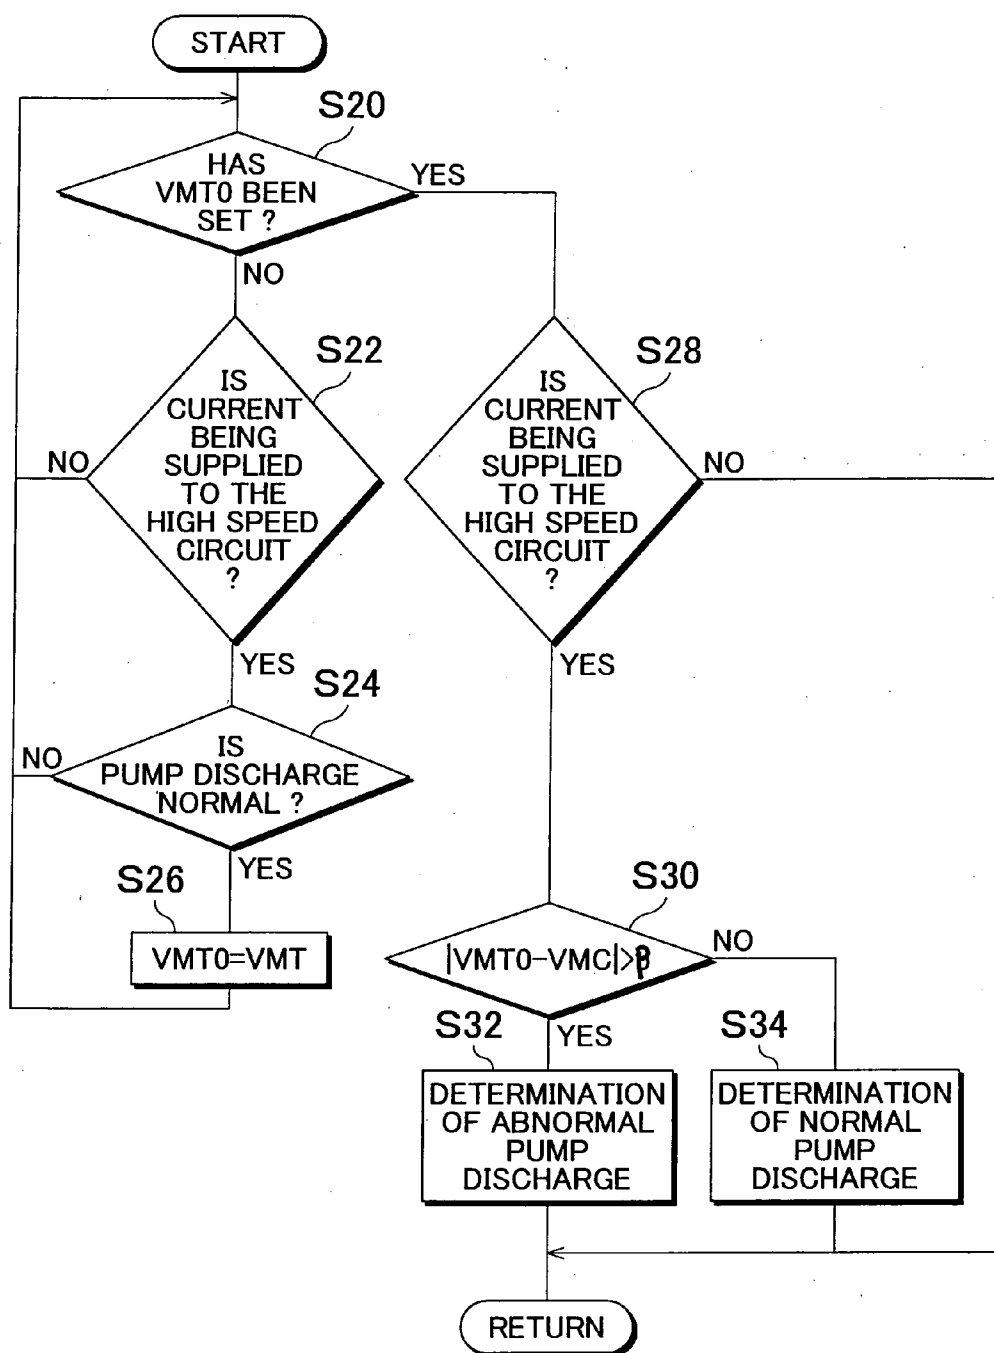 START
S20
HAS
VMT0 BEEN
SET ?
YES
NO
S22
IS
CURRENT
BEING
SUPPLIED
TO THE
HIGH SPEED
CIRCUIT
?
NO
YES
S28
IS
CURRENT
BEING
SUPPLIED
TO THE
HIGH SPEED
CIRCUIT
?
NO
YES
S24
IS
PUMP DISCHARGE
NORMAL ?
NO
YES
S26
VMT0=VMT
S30
|VMT0-VMC|>β
NO
YES
S32
DETERMINATION
OF ABNORMAL
PUMP
DISCHARGE
S34
DETERMINATION
OF NORMAL
PUMP
DISCHARGE
RETURN